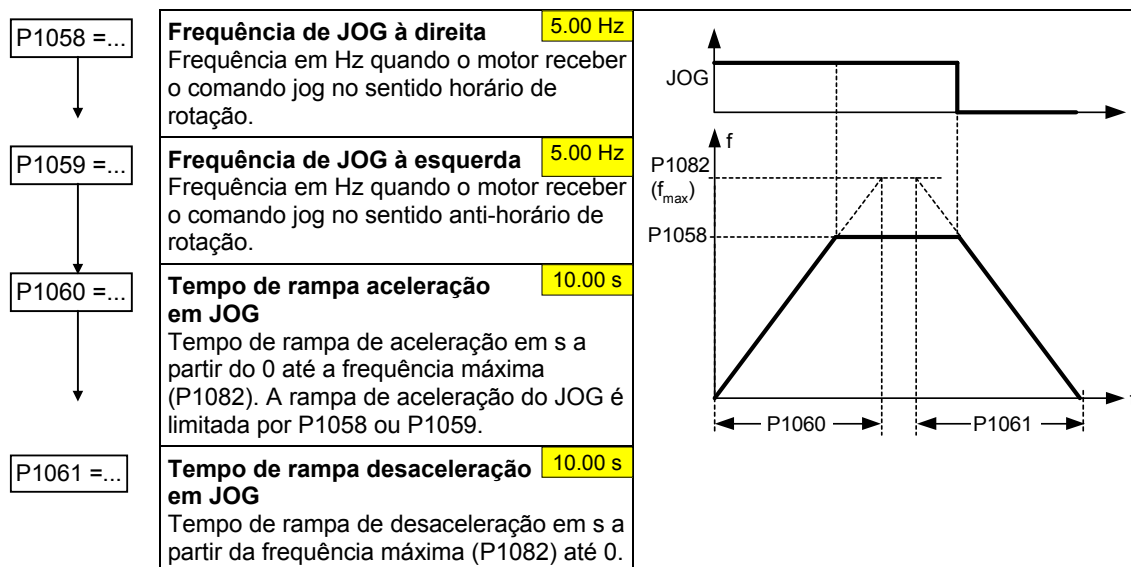 P1058 =...
Frequência de JOG à direita
5.00 Hz
Frequência em Hz quando o motor receber
o comando jog no sentido horário de
rotação.
P1059 =...
Frequência de JOG à esquerda
5.00 Hz
Frequência em Hz quando o motor receber
o comando jog no sentido anti-horário de
rotação.
P1060 =...
Tempo de rampa aceleração
10.00 s
em JOG
Tempo de rampa de aceleração em s a
partir do 0 até a frequência máxima
(P1082). A rampa de aceleração do JOG é
limitada por P1058 ou P1059.
P1061 =...
Tempo de rampa desaceleração
10.00 s
em JOG
Tempo de rampa de desaceleração em s a
partir da frequência máxima (P1082) até 0.
JOG
t
f
P1082
(fmax)
P1058
t
P1060
P1061